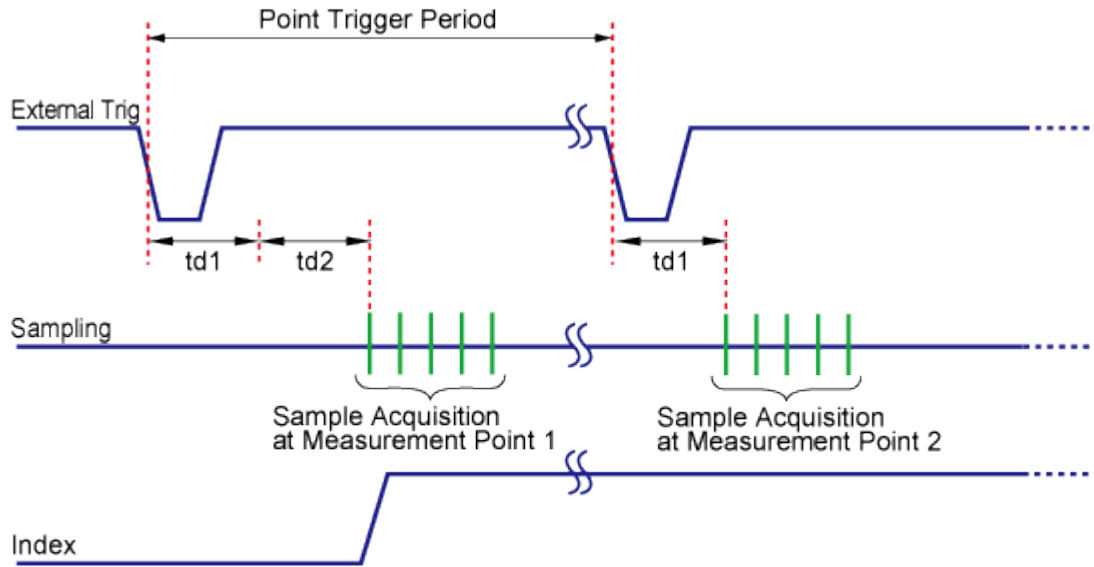 Point Trigger Period
External Trig
td1
td2
td1
Sampling
Sample Acquisition
at Measurement Point 1
Sample Acquisition
at Measurement Point 2
Index